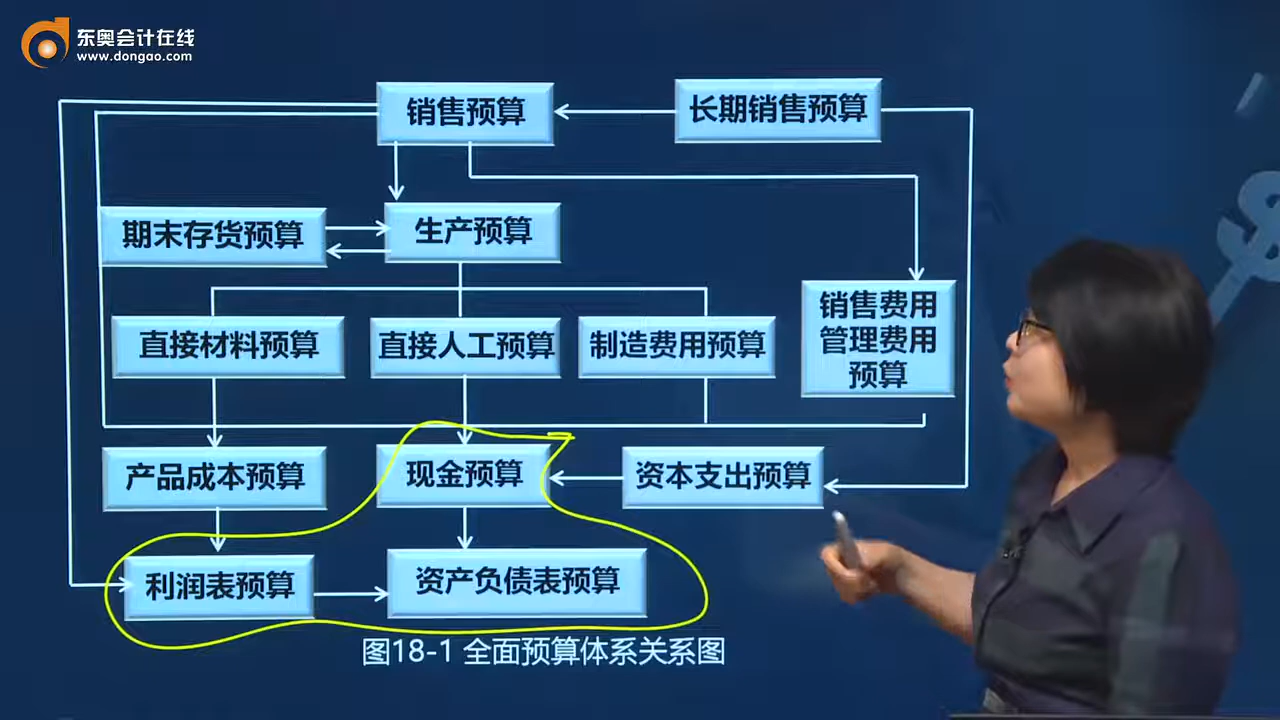 东奥会计在线
www.dongao.com
销售预算
长期销售预算
期末存货预算
生产预算
销售费用
管理费用
预算
直接材料预算
直接人工预算
制造费用预算
产品成本预算
现金预算
资本支出预算
利润表预算
资产负债表预算
图18-1 全面预算体系关系图